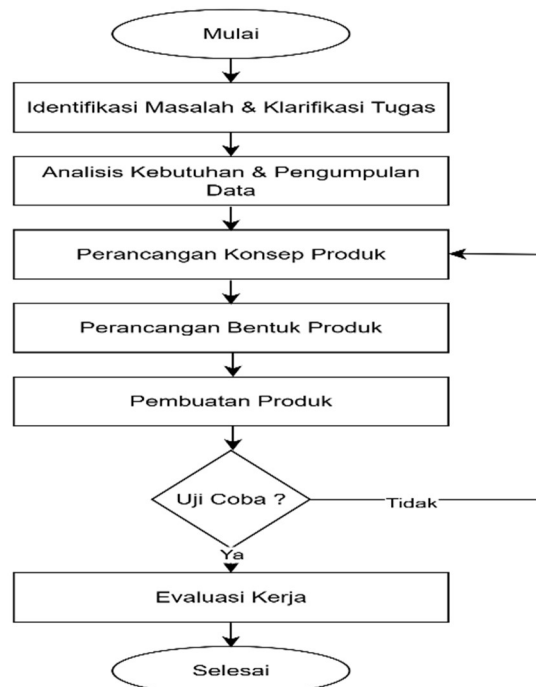 Mulai
Identifikasi Masalah & Klarifikasi Tugas
Analisis Kebutuhan & Pengumpulan
Data
Perancangan Konsep Produk
Perancangan Bentuk Produk
Pembuatan Produk
Uji Coba ?
Tidak
Ya
Evaluasi Kerja
Selesai